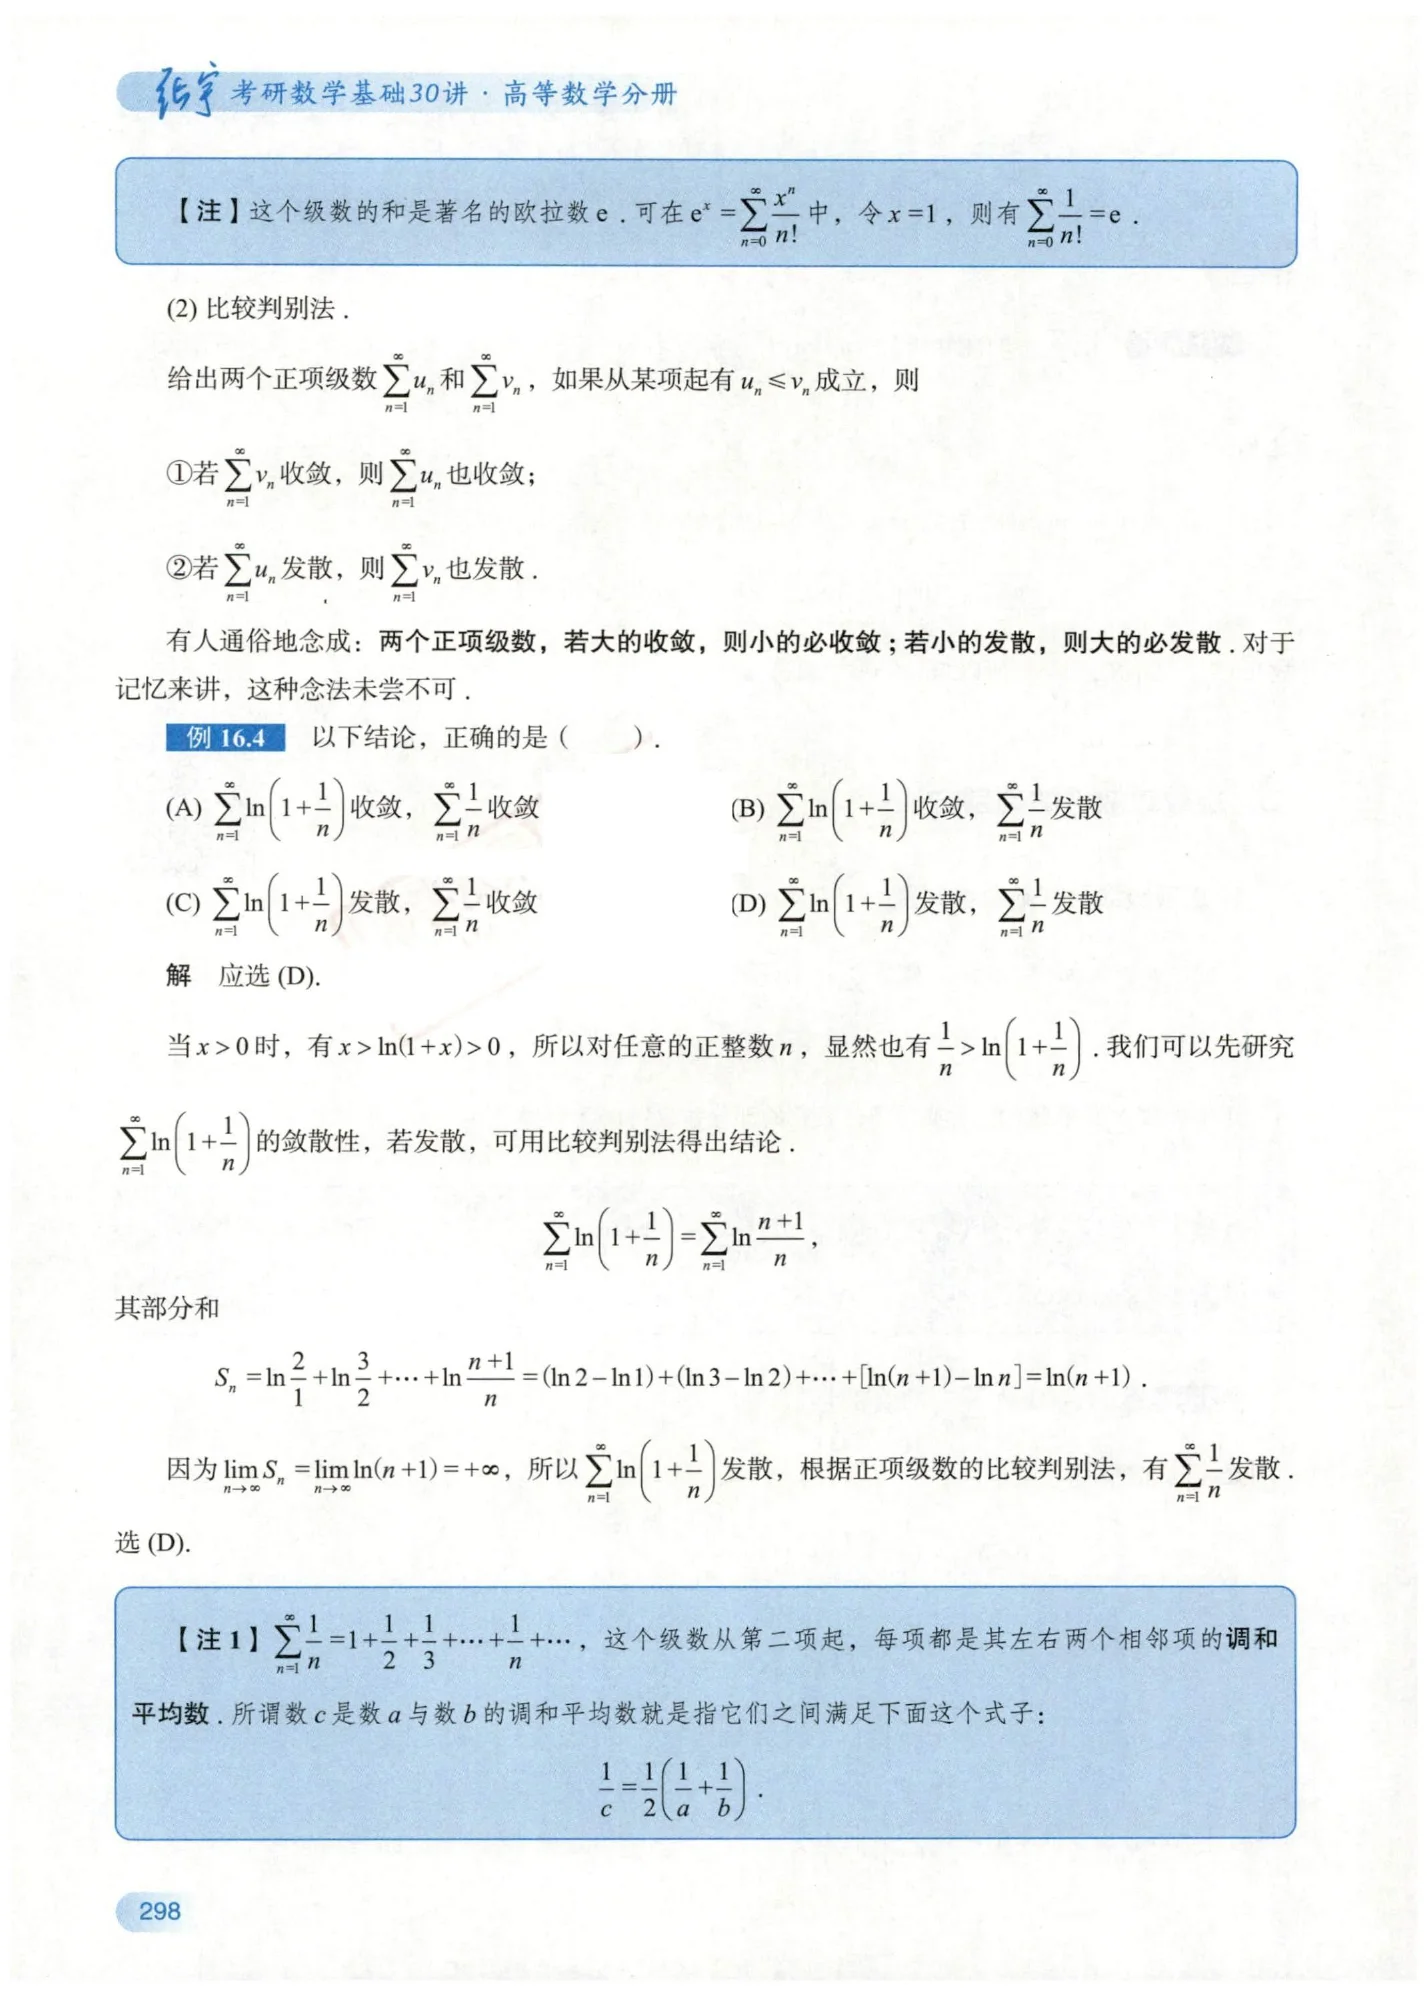 张宇 考研数学基础30讲·高等数学分册
【注】这个级数的和是著名的欧拉数 e . 可在 $e^x=\sum_{n=0}^{\infty}\frac{x^n}{n!}$ 中，令 $x=1$，则有 $\sum_{n=0}^{\infty}\frac{1}{n!}=e$ .
(2) 比较判别法 .
给出两个正项级数 $\sum_{n=1}^{\infty}u_n$ 和 $\sum_{n=1}^{\infty}v_n$，如果从某项起有 $u_n\leqslant v_n$ 成立，则
①若 $\sum_{n=1}^{\infty}v_n$ 收敛，则 $\sum_{n=1}^{\infty}u_n$ 也收敛；
②若 $\sum_{n=1}^{\infty}u_n$ 发散，则 $\sum_{n=1}^{\infty}v_n$ 也发散 .
有人通俗地念成：两个正项级数，若大的收敛，则小的必收敛；若小的发散，则大的必发散 . 对于
记忆来讲，这种念法未尝不可 .
例 16.4 以下结论，正确的是（　　）.
(A) $\sum_{n=1}^{\infty}\ln\left(1+\frac{1}{n}\right)$ 收敛，$\sum_{n=1}^{\infty}\frac{1}{n}$ 收敛 (B) $\sum_{n=1}^{\infty}\ln\left(1+\frac{1}{n}\right)$ 收敛，$\sum_{n=1}^{\infty}\frac{1}{n}$ 发散
(C) $\sum_{n=1}^{\infty}\ln\left(1+\frac{1}{n}\right)$ 发散，$\sum_{n=1}^{\infty}\frac{1}{n}$ 收敛 (D) $\sum_{n=1}^{\infty}\ln\left(1+\frac{1}{n}\right)$ 发散，$\sum_{n=1}^{\infty}\frac{1}{n}$ 发散
解 应选 (D).
当 $x>0$ 时，有 $x>\ln(1+x)>0$，所以对任意的正整数 $n$，显然也有 $\frac{1}{n}>\ln\left(1+\frac{1}{n}\right)$ . 我们可以先研究
$\sum_{n=1}^{\infty}\ln\left(1+\frac{1}{n}\right)$ 的敛散性，若发散，可用比较判别法得出结论 .
$\sum_{n=1}^{\infty}\ln\left(1+\frac{1}{n}\right)=\sum_{n=1}^{\infty}\ln\frac{n+1}{n}$,
其部分和
$S_n=\ln\frac{2}{1}+\ln\frac{3}{2}+\cdots+\ln\frac{n+1}{n}=(\ln 2-\ln 1)+(\ln 3-\ln 2)+\cdots+[\ln(n+1)-\ln n]=\ln(n+1)$ .
因为 $\lim_{n\to\infty}S_n=\lim_{n\to\infty}\ln(n+1)=+\infty$，所以 $\sum_{n=1}^{\infty}\ln\left(1+\frac{1}{n}\right)$ 发散，根据正项级数的比较判别法，有 $\sum_{n=1}^{\infty}\frac{1}{n}$ 发散 .
选 (D).
【注 1】$\sum_{n=1}^{\infty}\frac{1}{n}=1+\frac{1}{2}+\frac{1}{3}+\cdots+\frac{1}{n}+\cdots$，这个级数从第二项起，每项都是其左右两个相邻项的调和
平均数 . 所谓数 $c$ 是数 $a$ 与数 $b$ 的调和平均数就是指它们之间满足下面这个式子：
$\frac{1}{c}=\frac{1}{2}\left(\frac{1}{a}+\frac{1}{b}\right)$ .
298